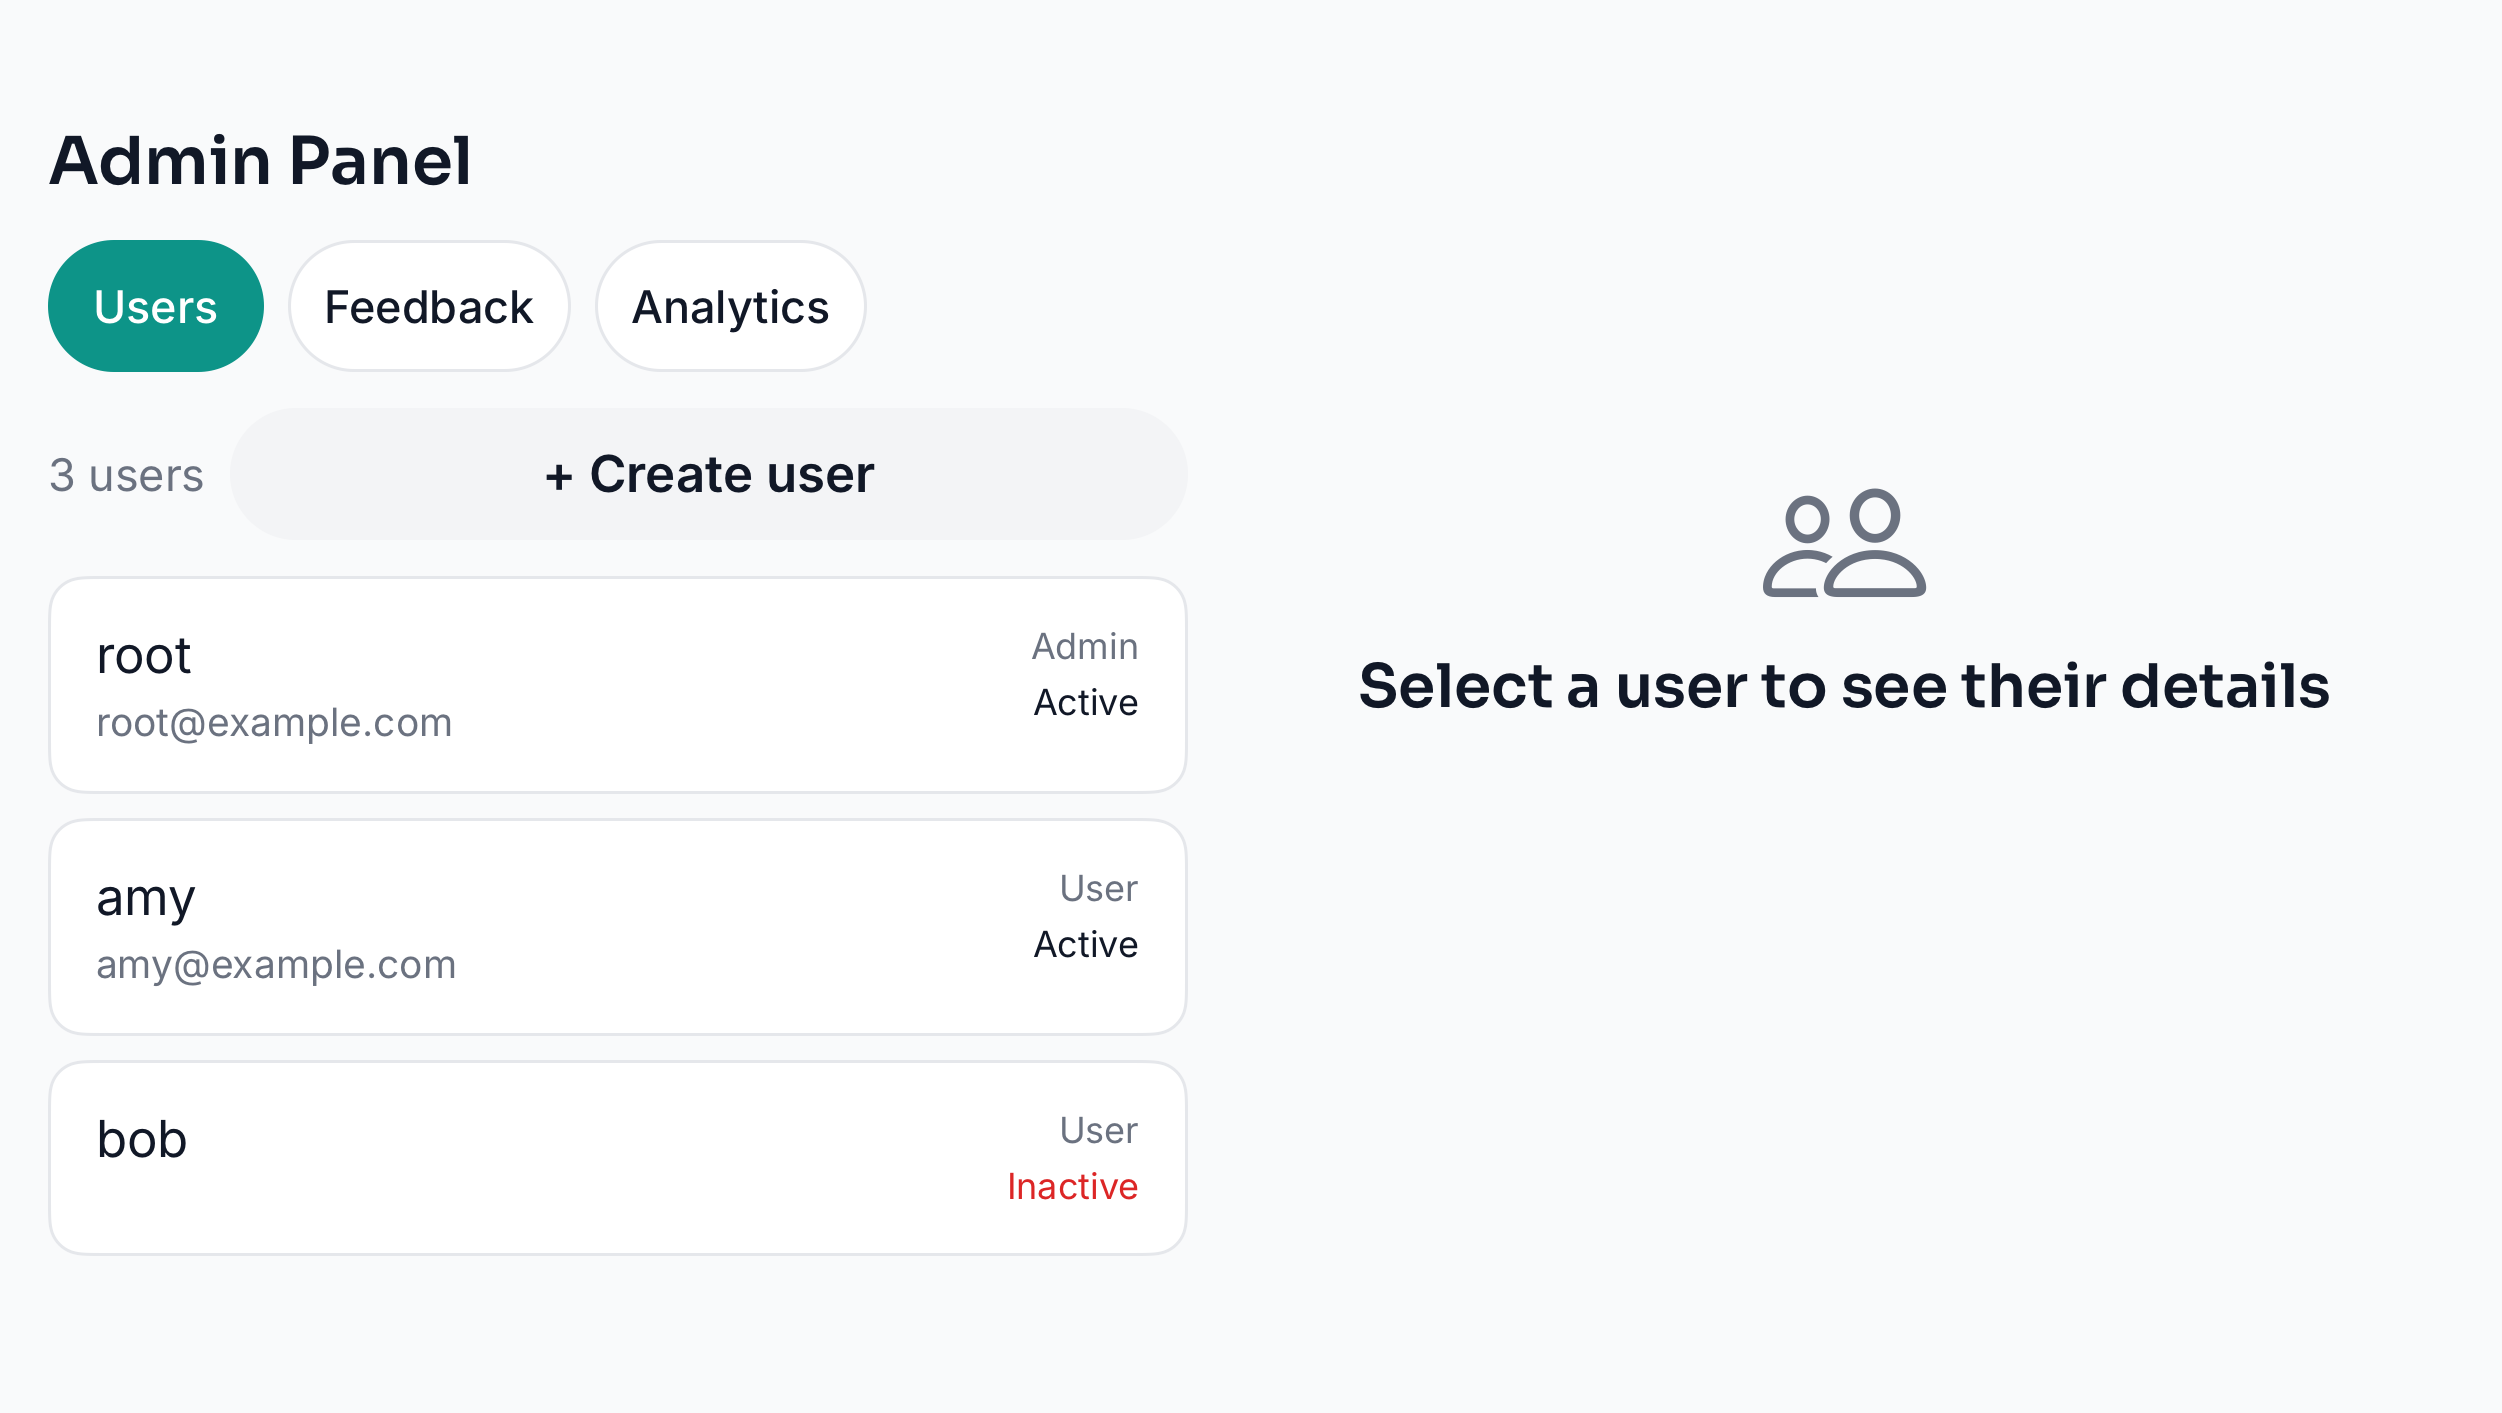 Admin Panel
Users
Feedback
Analytics
3 users
+ Create user
root
root@example.com
Admin
Active
amy
amy@example.com
User
Active
bob
User
Inactive
Select a user to see their details